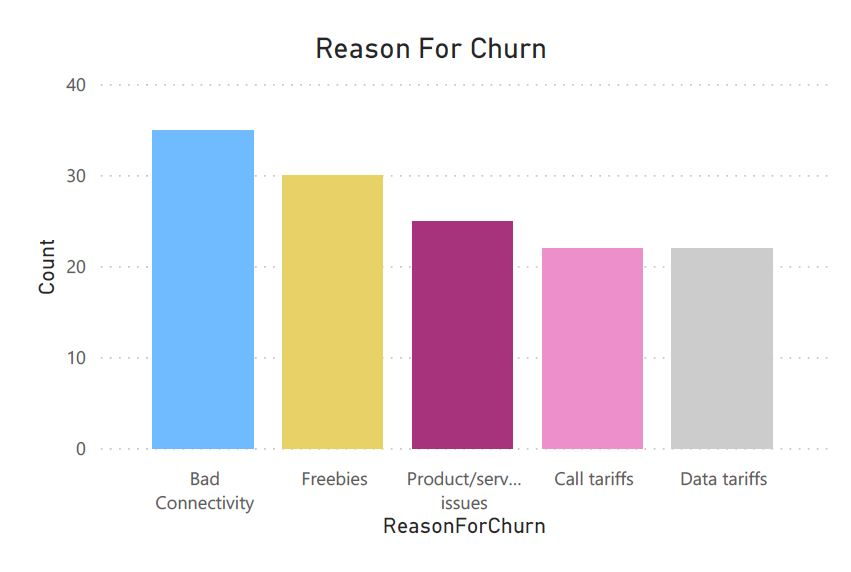 Reason For Churn
40
30
20
10
0
Count
Bad
Connectivity
Freebies
Product/serv...
issues
Call tariffs
Data tariffs
ReasonForChurn